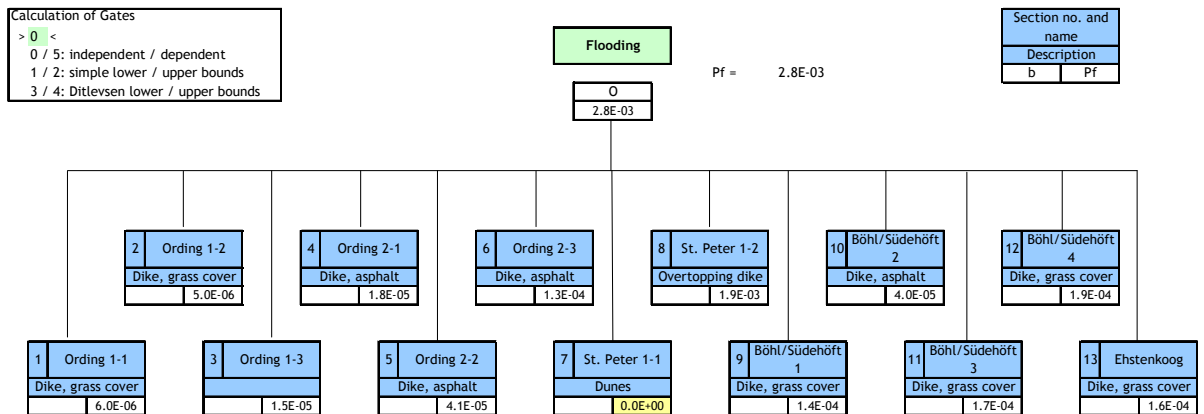 Calculation of Gates
> 0 <
0 / 5: independent / dependent
1 / 2: simple lower / upper bounds
3 / 4: Ditlevsen lower / upper bounds
Flooding
O
2.8E-03
Pf = 2.8E-03
Section no. and
name
Description
b Pf
2 Ording 1-2
Dike, grass cover
5.0E-06
4 Ording 2-1
Dike, asphalt
1.8E-05
6 Ording 2-3
Dike, asphalt
1.3E-04
8 St. Peter 1-2
Overtopping dike
1.9E-03
10 Böhl/Südehöft
2
Dike, asphalt
4.0E-05
12 Böhl/Südehöft
4
Dike, grass cover
1.9E-04
1 Ording 1-1
Dike, grass cover
6.0E-06
3 Ording 1-3
1.5E-05
5 Ording 2-2
Dike, asphalt
4.1E-05
7 St. Peter 1-1
Dunes
0.0E+00
9 Böhl/Südehöft
1
Dike, grass cover
1.4E-04
11 Böhl/Südehöft
3
Dike, grass cover
1.7E-04
13 Ehstenkoog
Dike, grass cover
1.6E-04